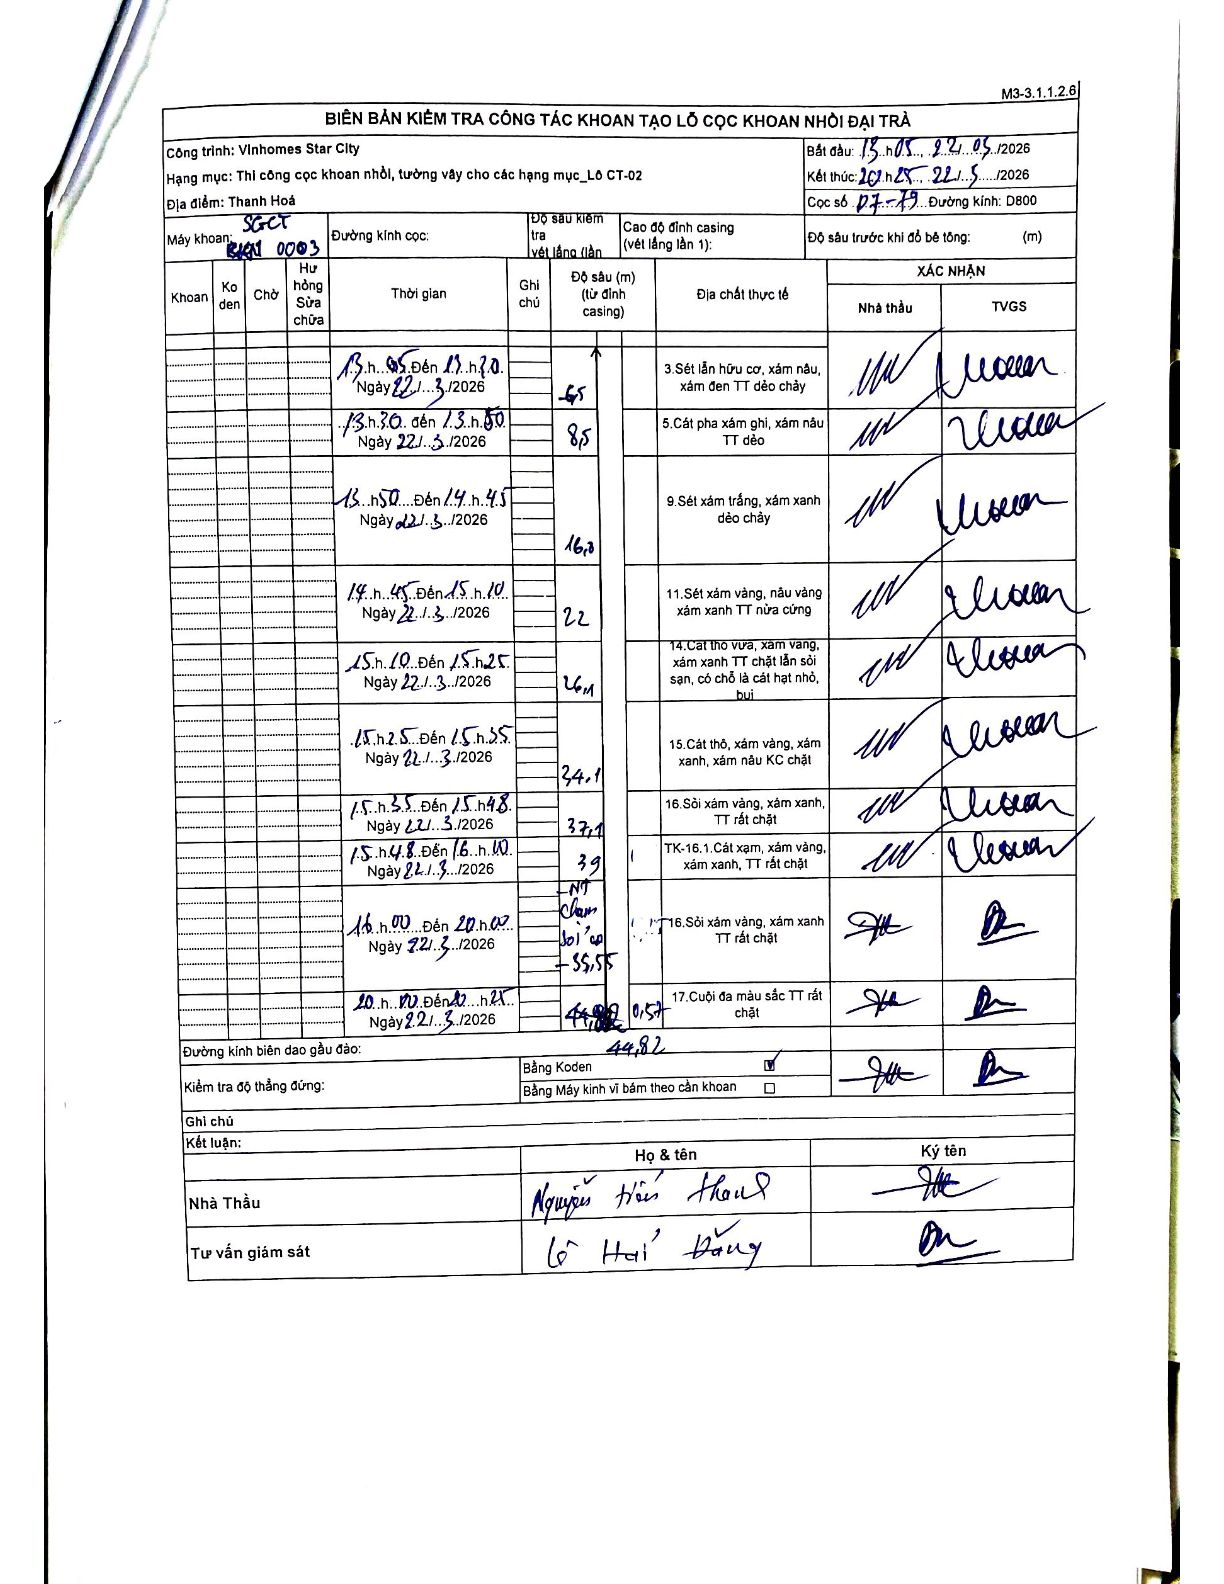 M3-3.1.1.2.6
BIÊN BẢN KIỂM TRA CÔNG TÁC KHOAN TẠO LỖ CỌC KHOAN NHỒI ĐẠI TRÀ
Công trình: Vinhomes Star City
Hạng mục: Thi công cọc khoan nhồi, tường vây cho các hạng mục_Lô CT-02
Địa điểm: Thanh Hoá
Bắt đầu: 13.h05.., 22/.03./2026
Kết thúc: 20.h25.., 22/.3.../2026
Cọc số .D7-79..Đường kính: D800
Máy khoan: SGCT
0003
Đường kính cọc:
Độ sâu kiểm tra
vét lắng (lần
Cao độ đỉnh casing
(vét lắng lần 1):
Độ sâu trước khi đổ bê tông: (m)
Khoan
Ko đen
Chờ
Hư hỏng Sửa chữa
Thời gian
Ghi chú
Độ sâu (m)
(từ đỉnh casing)
Địa chất thực tế
XÁC NHẬN
Nhà thầu
TVGS
13.h..05.Đến 13.h30.
Ngày 22/...3./2026
6,5
3.Sét lẫn hữu cơ, xám nâu,
xám đen TT dẻo chảy
13.h.30. đến 13.h.50.
Ngày 22/..3../2026
8,5
5.Cát pha xám ghi, xám nâu
TT dẻo
13..h50....Đến 14.h.45
Ngày 22/..3../2026
9.Sét xám trắng, xám xanh
dẻo chảy
14.h..45.Đến 15.h.10.
Ngày 22/..3../2026
22
11.Sét xám vàng, nâu vàng
xám xanh TT nửa cứng
15.h.10..Đến 15.h25.
Ngày 22/..3../2026
26,1
14.Cát thô vừa, xám vàng,
xám xanh TT chặt lẫn sỏi
sạn, có chỗ là cát hạt nhỏ,
bụi
15.h.25...Đến 15.h35.
Ngày 22/...3./2026
34,1
15.Cát thô, xám vàng, xám
xanh, xám nâu KC chặt
15.h.35..Đến 15.h48.
Ngày 22/...3./2026
37,1
16.Sỏi xám vàng, xám xanh,
TT rất chặt
15.h.48..Đến 16..h.00.
Ngày 22/..3.../2026
39
TK-16.1.Cát xạm, xám vàng,
xám xanh, TT rất chặt
16..h.00...Đến 20.h.00..
Ngày 22/..3../2026
-NT
Chạm
- 35,55
16.Sỏi xám vàng, xám xanh
TT rất chặt
20.h...00.Đến 20...h25..
Ngày 22/..3./2026
0,57
17.Cuội đa màu sắc TT rất
chặt
Đường kính biên dao gầu đào:
44,82
Kiểm tra độ thẳng đứng:
Bằng Koden ☑
Bằng Máy kinh vĩ bám theo cần khoan ☐
Ghi chú
Kết luận:
Họ & tên
Ký tên
Nhà Thầu
Nguyễn Tiến Thanh
Tư vấn giám sát
Lê Hải Đăng